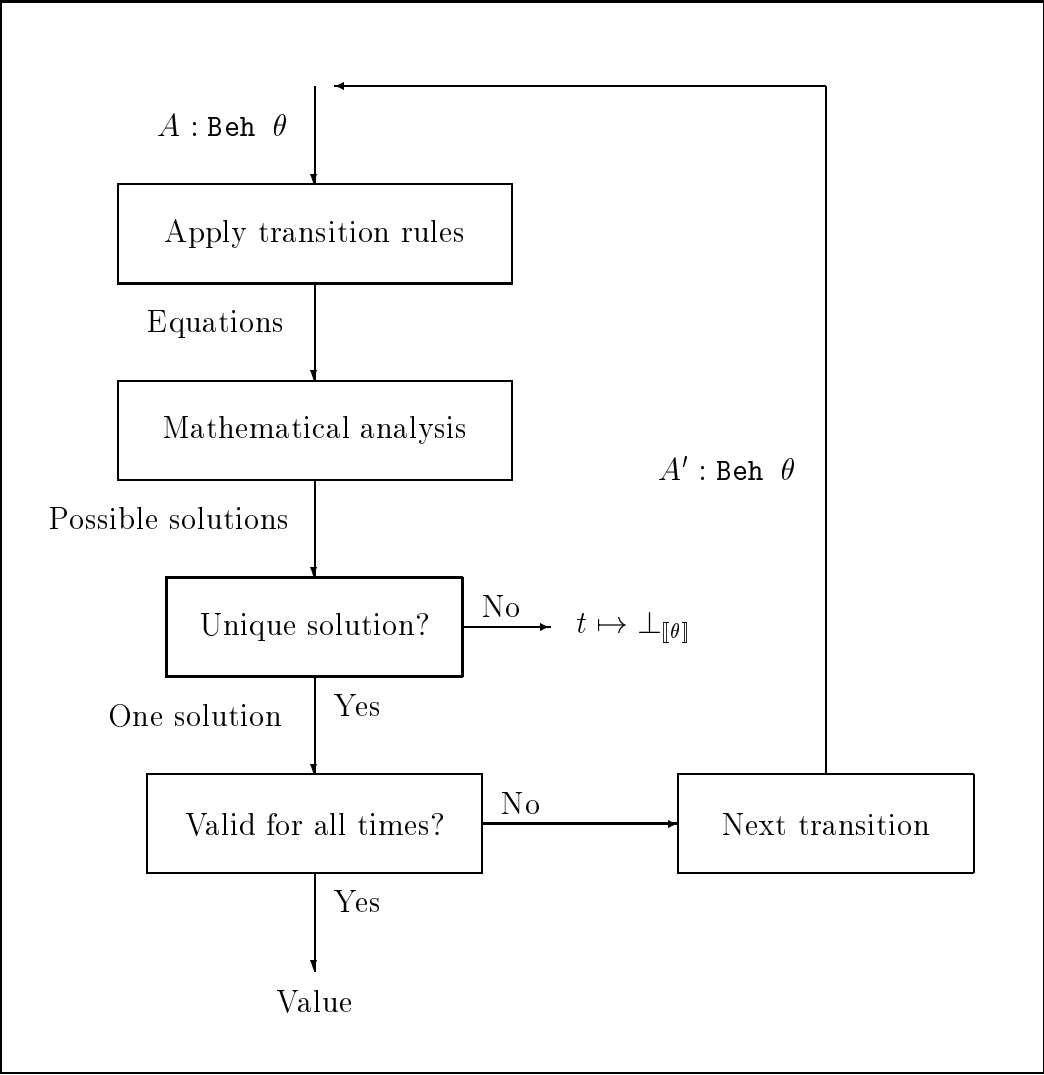 A : Beh θ
Apply transition rules
Equations
Mathematical analysis
A′ : Beh θ
Possible solutions
Unique solution?
No
t ↦ ⊥⟦θ⟧
One solution
Yes
Valid for all times?
No
Next transition
Yes
Value